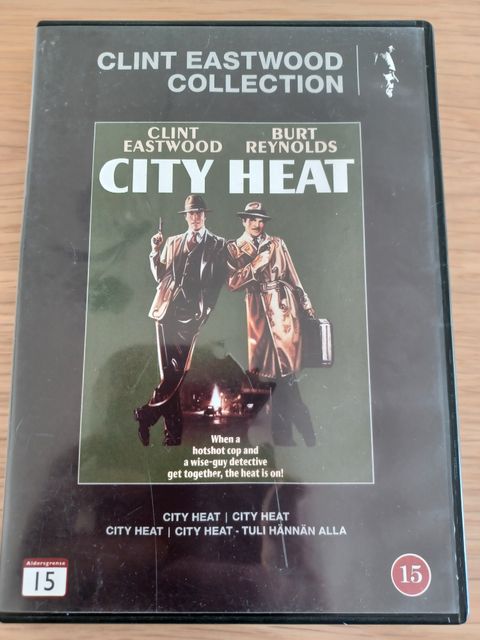 CLINT EASTWOOD
COLLECTION
CLINT EASTWOOD
BURT REYNOLDS
CITY HEAT
When a
hotshot cop and
a wise-guy detective
get together, the heat is on!
CITY HEAT | CITY HEAT
CITY HEAT | CITY HEAT - TULI HÄNNÄN ALLA
Aldersgrense
15
15